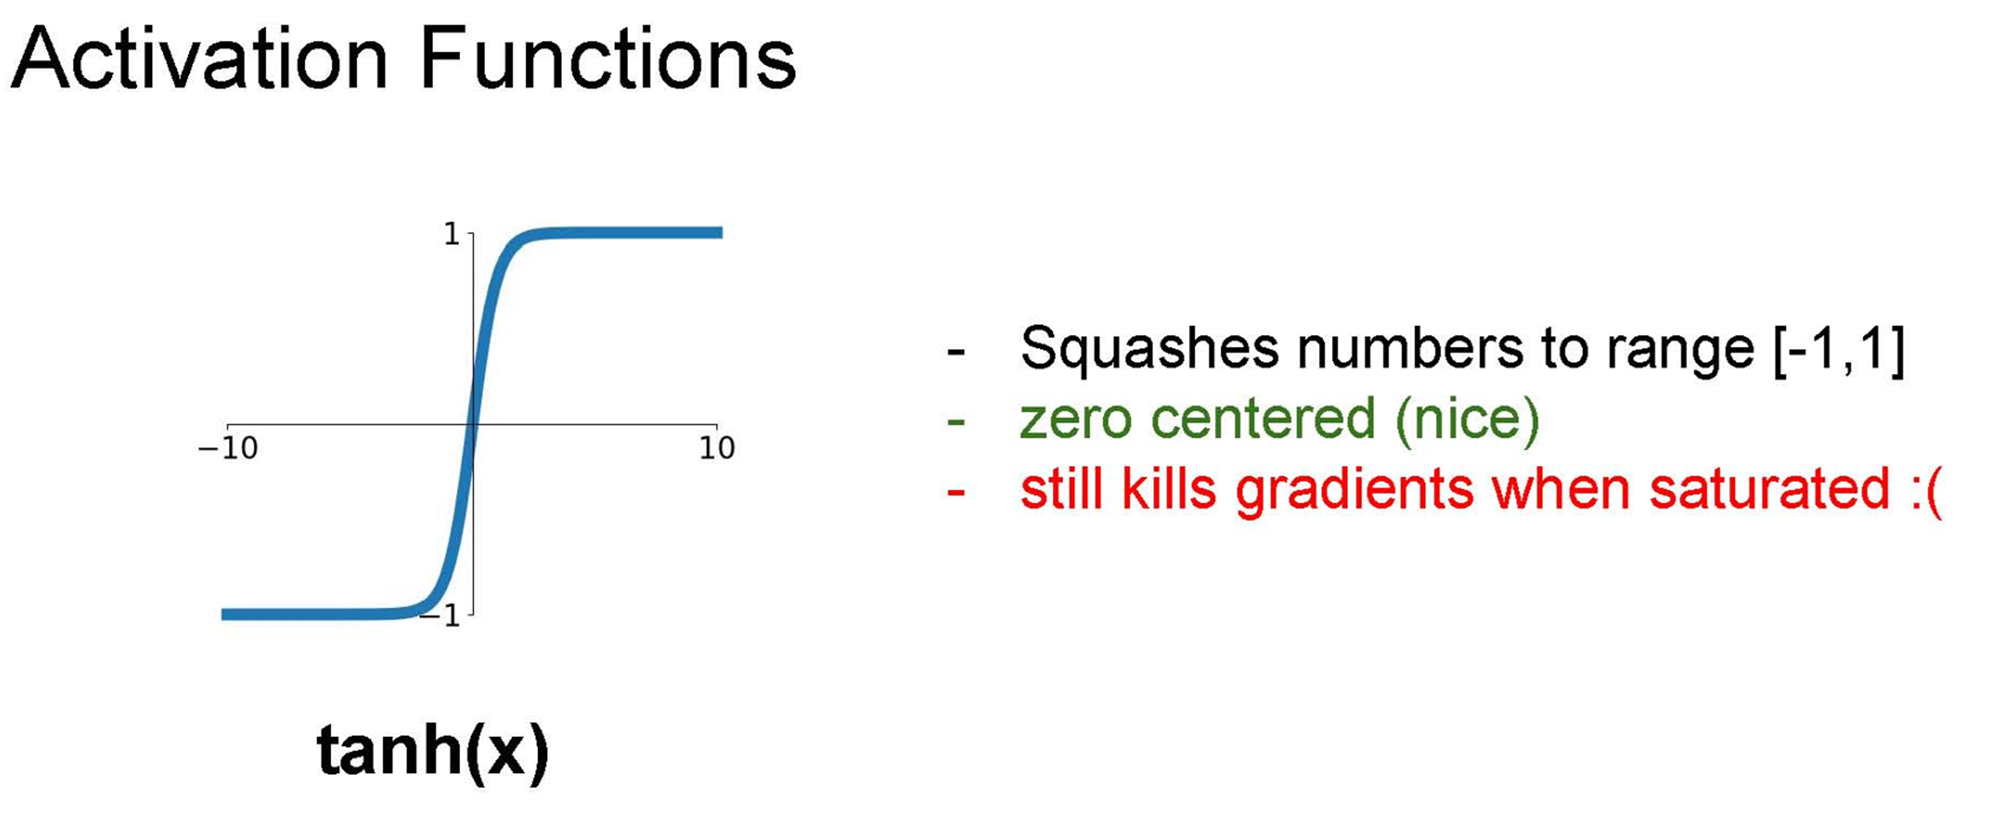 Activation Functions
1
−10
10
−1
tanh(x)
- Squashes numbers to range [-1,1]
- zero centered (nice)
- still kills gradients when saturated :(